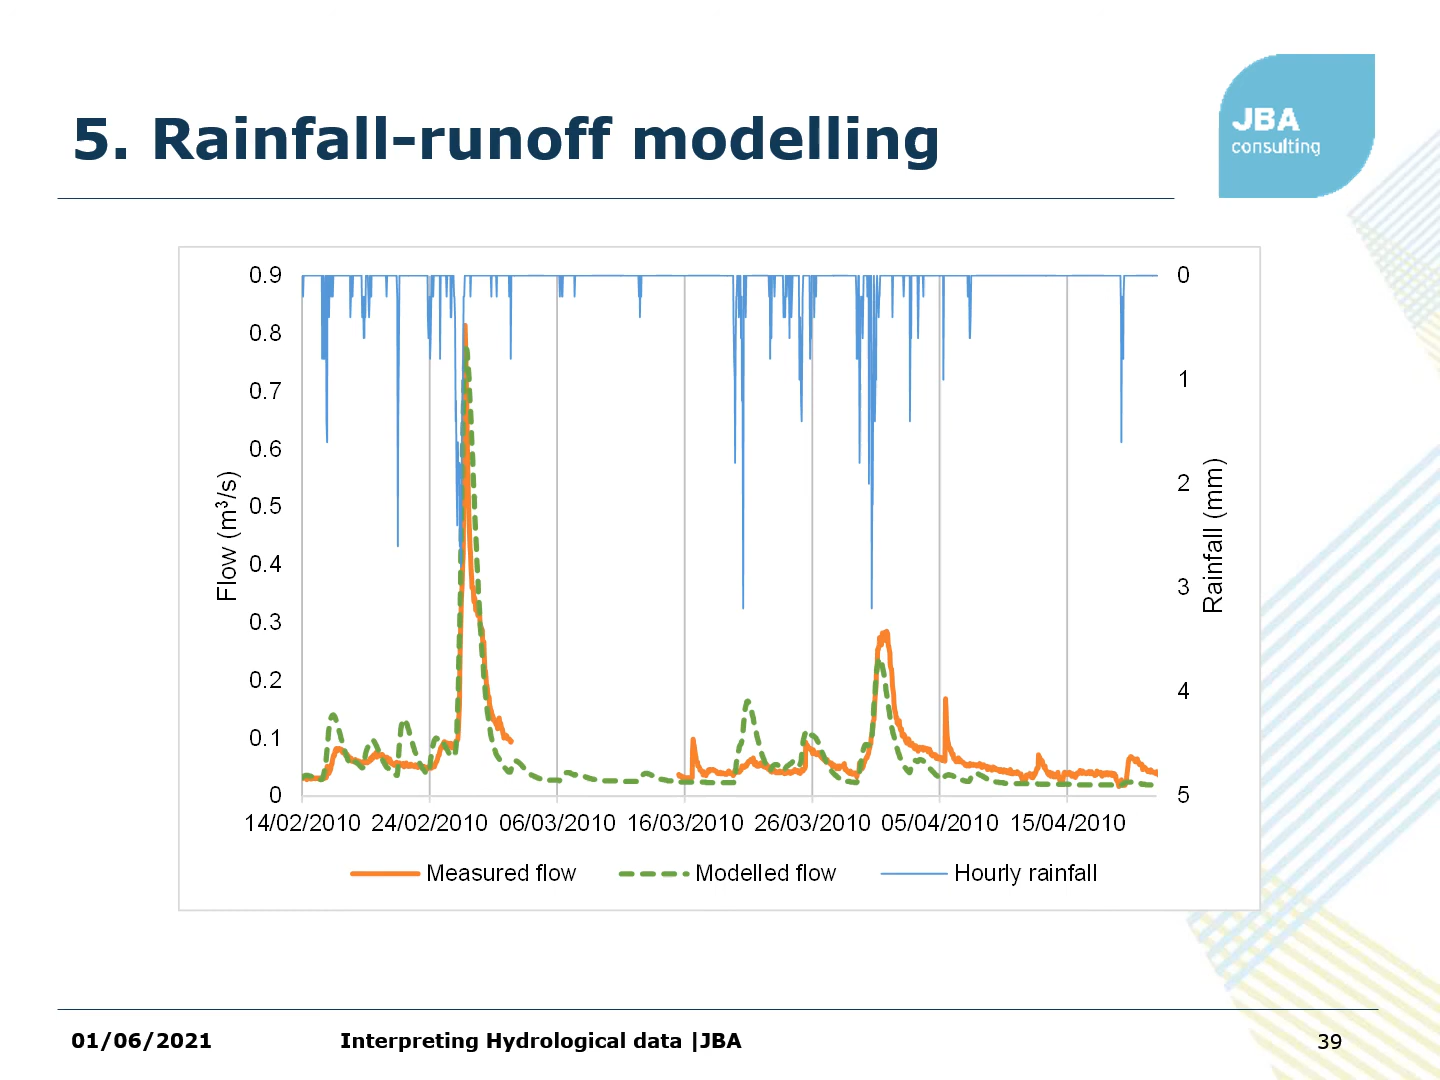 5. Rainfall-runoff modelling
JBA
consulting
0.9
0.8
0.7
0.6
0.5
0.4
0.3
0.2
0.1
0
Flow (m³/s)
0
1
2
3
4
5
Rainfall (mm)
14/02/2010 24/02/2010 06/03/2010 16/03/2010 26/03/2010 05/04/2010 15/04/2010
Measured flow Modelled flow Hourly rainfall
01/06/2021 Interpreting Hydrological data |JBA 39